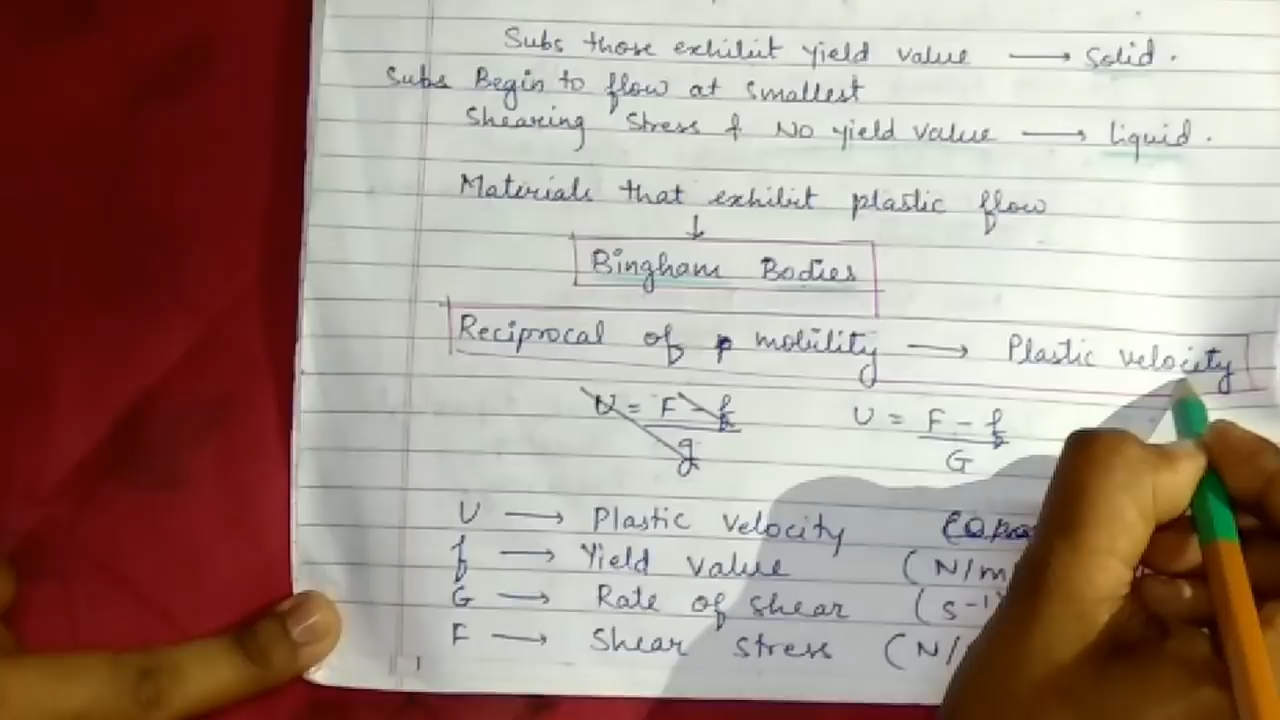 Subs those exhibit yield value → Solid.
Subs Begin to flow at smallest
Shearing Stress & No yield value → liquid.
Materials that exhibit plastic flow
↓
Bingham Bodies
Reciprocal of mobility → Plastic velocity
U = F - f / g U = F - f / G
U → Plastic velocity
f → Yield value (N/m
G → Rate of shear (s-1)
F → Shear stress (N/